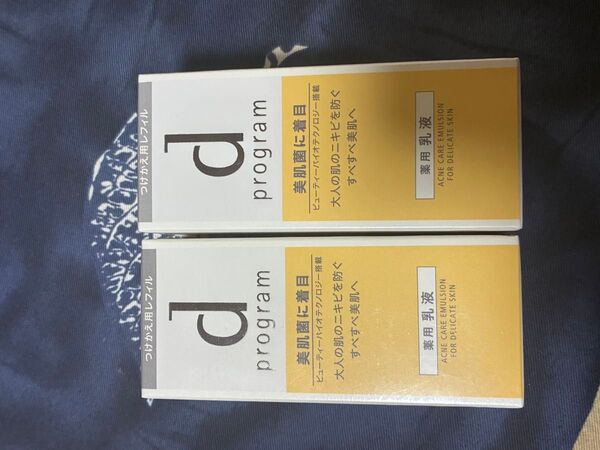 つけかえ用レフィル
d
program
美肌菌に着目
ビューティーバイオテクノロジー搭載
大人の肌のニキビを防ぐ
すべすべ美肌へ
薬用 乳液
ACNE CARE EMULSION
FOR DELICATE SKIN
つけかえ用レフィル
d
program
美肌菌に着目
ビューティーバイオテクノロジー搭載
大人の肌のニキビを防ぐ
すべすべ美肌へ
薬用 乳液
ACNE CARE EMULSION
FOR DELICATE SKIN